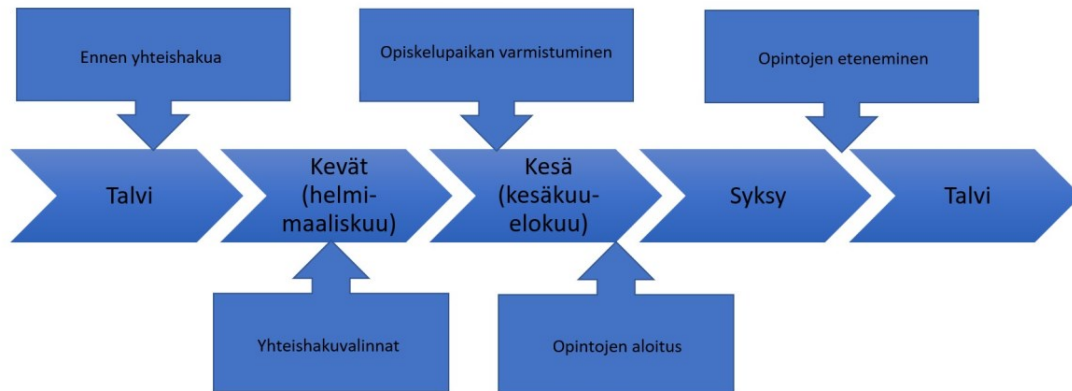 Ennen yhteishakua
Opiskelupaikan varmistuminen
Opintojen eteneminen
Talvi
Kevät
(helmi-
maaliskuu)
Kesä
(kesäkuu-
elokuu)
Syksy
Talvi
Yhteishakuvalinnat
Opintojen aloitus